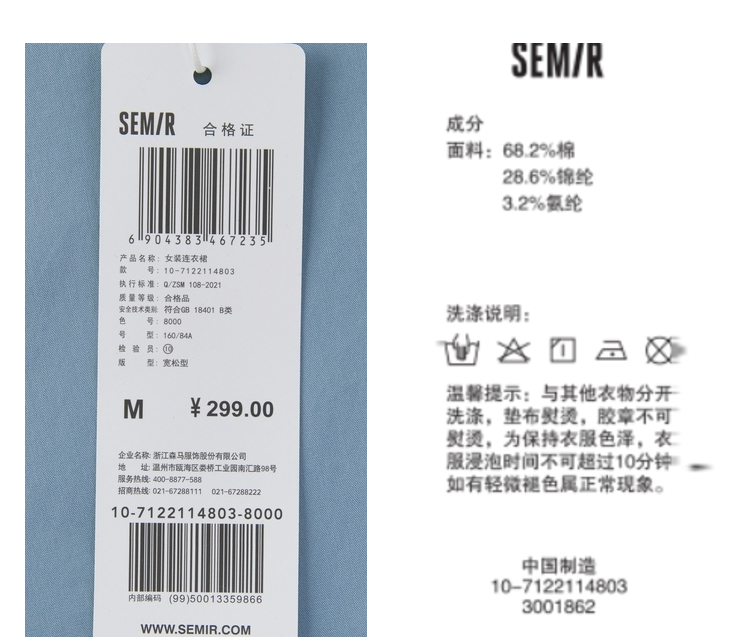 SEMIR 合格证
6 904383 467235
产品名称: 女装连衣裙
款 号: 10-7122114803
执行标准: Q/ZSM 108-2021
质量等级: 合格品
安全技术类别: 符合GB 18401 B类
色 号: 8000
号 型: 160/84A
检 验 员: ⑩
版 型: 宽松型
M ¥299.00
企业名称: 浙江森马服饰股份有限公司
地 址: 温州市瓯海区娄桥工业园南汇路98号
服务热线: 400-8877-588
招商热线: 021-67288111 021-67288222
10-7122114803-8000
内部编码 (99)50013359866
WWW.SEMIR.COM
SEMIR
成分
面料: 68.2%棉
28.6%锦纶
3.2%氨纶
洗涤说明:
温馨提示: 与其他衣物分开
洗涤, 垫布熨烫, 胶章不可
熨烫, 为保持衣服色泽, 衣
服浸泡时间不可超过10分钟
如有轻微褪色属正常现象。
中国制造
10-7122114803
3001862